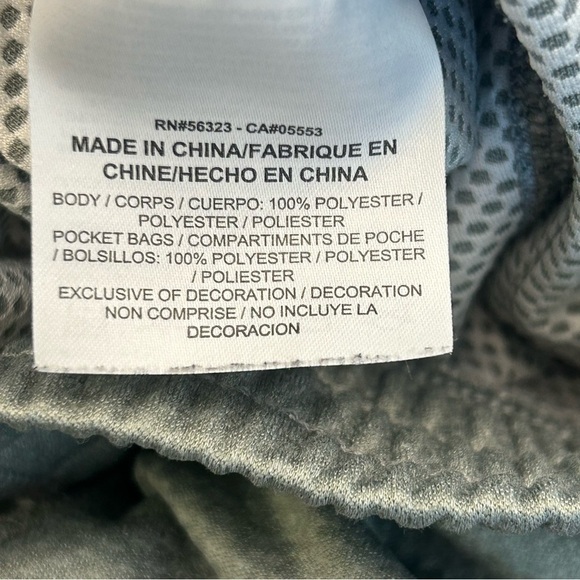 RN#56323 - CA#05553
MADE IN CHINA/FABRIQUE EN
CHINE/HECHO EN CHINA
BODY / CORPS / CUERPO: 100% POLYESTER /
POLYESTER / POLIESTER
POCKET BAGS / COMPARTIMENTS DE POCHE
/ BOLSILLOS: 100% POLYESTER / POLYESTER
/ POLIESTER
EXCLUSIVE OF DECORATION / DECORATION
NON COMPRISE / NO INCLUYE LA
DECORACION